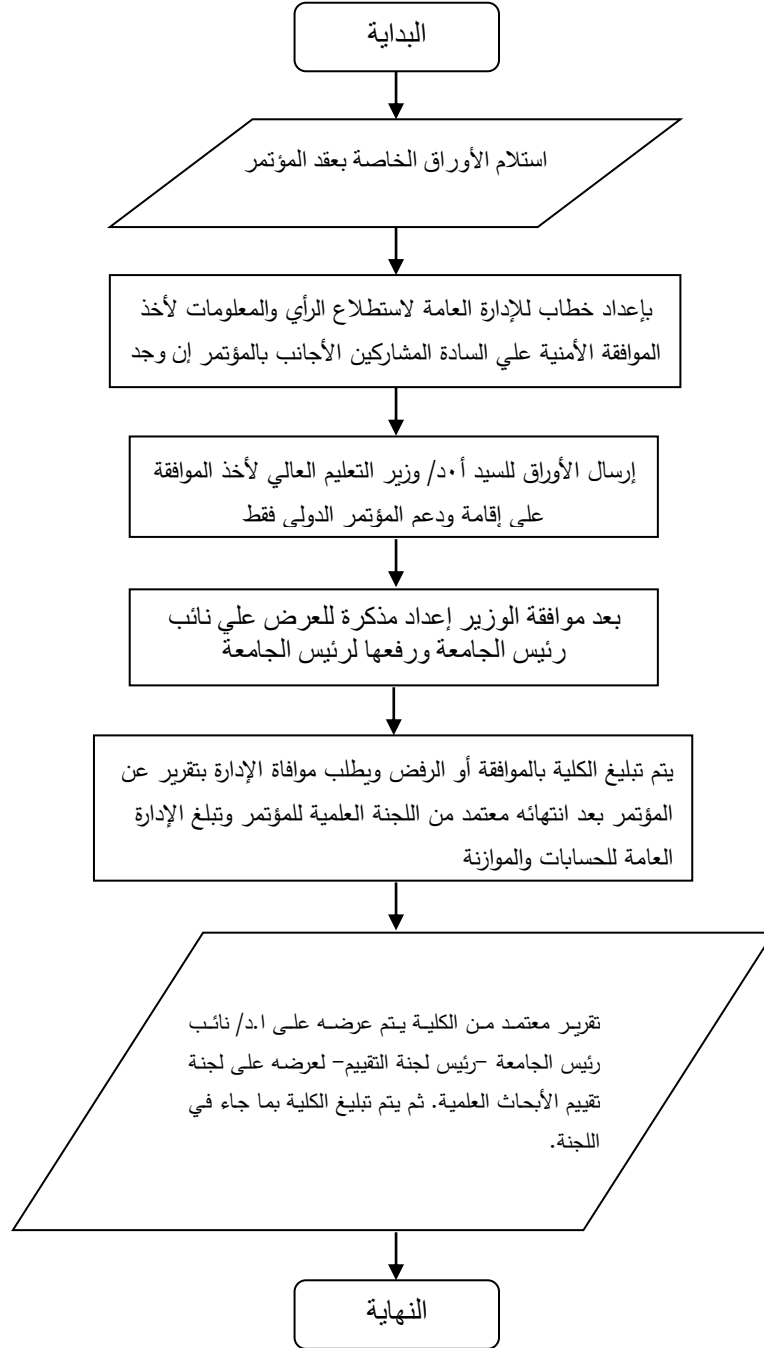 البداية
استلام الأوراق الخاصة بعقد المؤتمر
بإعداد خطاب للإدارة العامة لاستطلاع الرأي والمعلومات لأخذ
الموافقة الأمنية علي السادة المشاركين الأجانب بالمؤتمر إن وجد
إرسال الأوراق للسيد أ٠د/ وزير التعليم العالي لأخذ الموافقة
على إقامة ودعم المؤتمر الدولى فقط
بعد موافقة الوزير إعداد مذكرة للعرض علي نائب
رئيس الجامعة ورفعها لرئيس الجامعة
يتم تبليغ الكلية بالموافقة أو الرفض ويطلب موافاة الإدارة بتقرير عن
المؤتمر بعد انتهائه معتمد من اللجنة العلمية للمؤتمر وتبلغ الإدارة
العامة للحسابات والموازنة
تقرير معتمد من الكلية يتم عرضه على ا.د/ نائب
رئيس الجامعة –رئيس لجنة التقييم– لعرضه على لجنة
تقييم الأبحاث العلمية. ثم يتم تبليغ الكلية بما جاء في
اللجنة.
النهاية